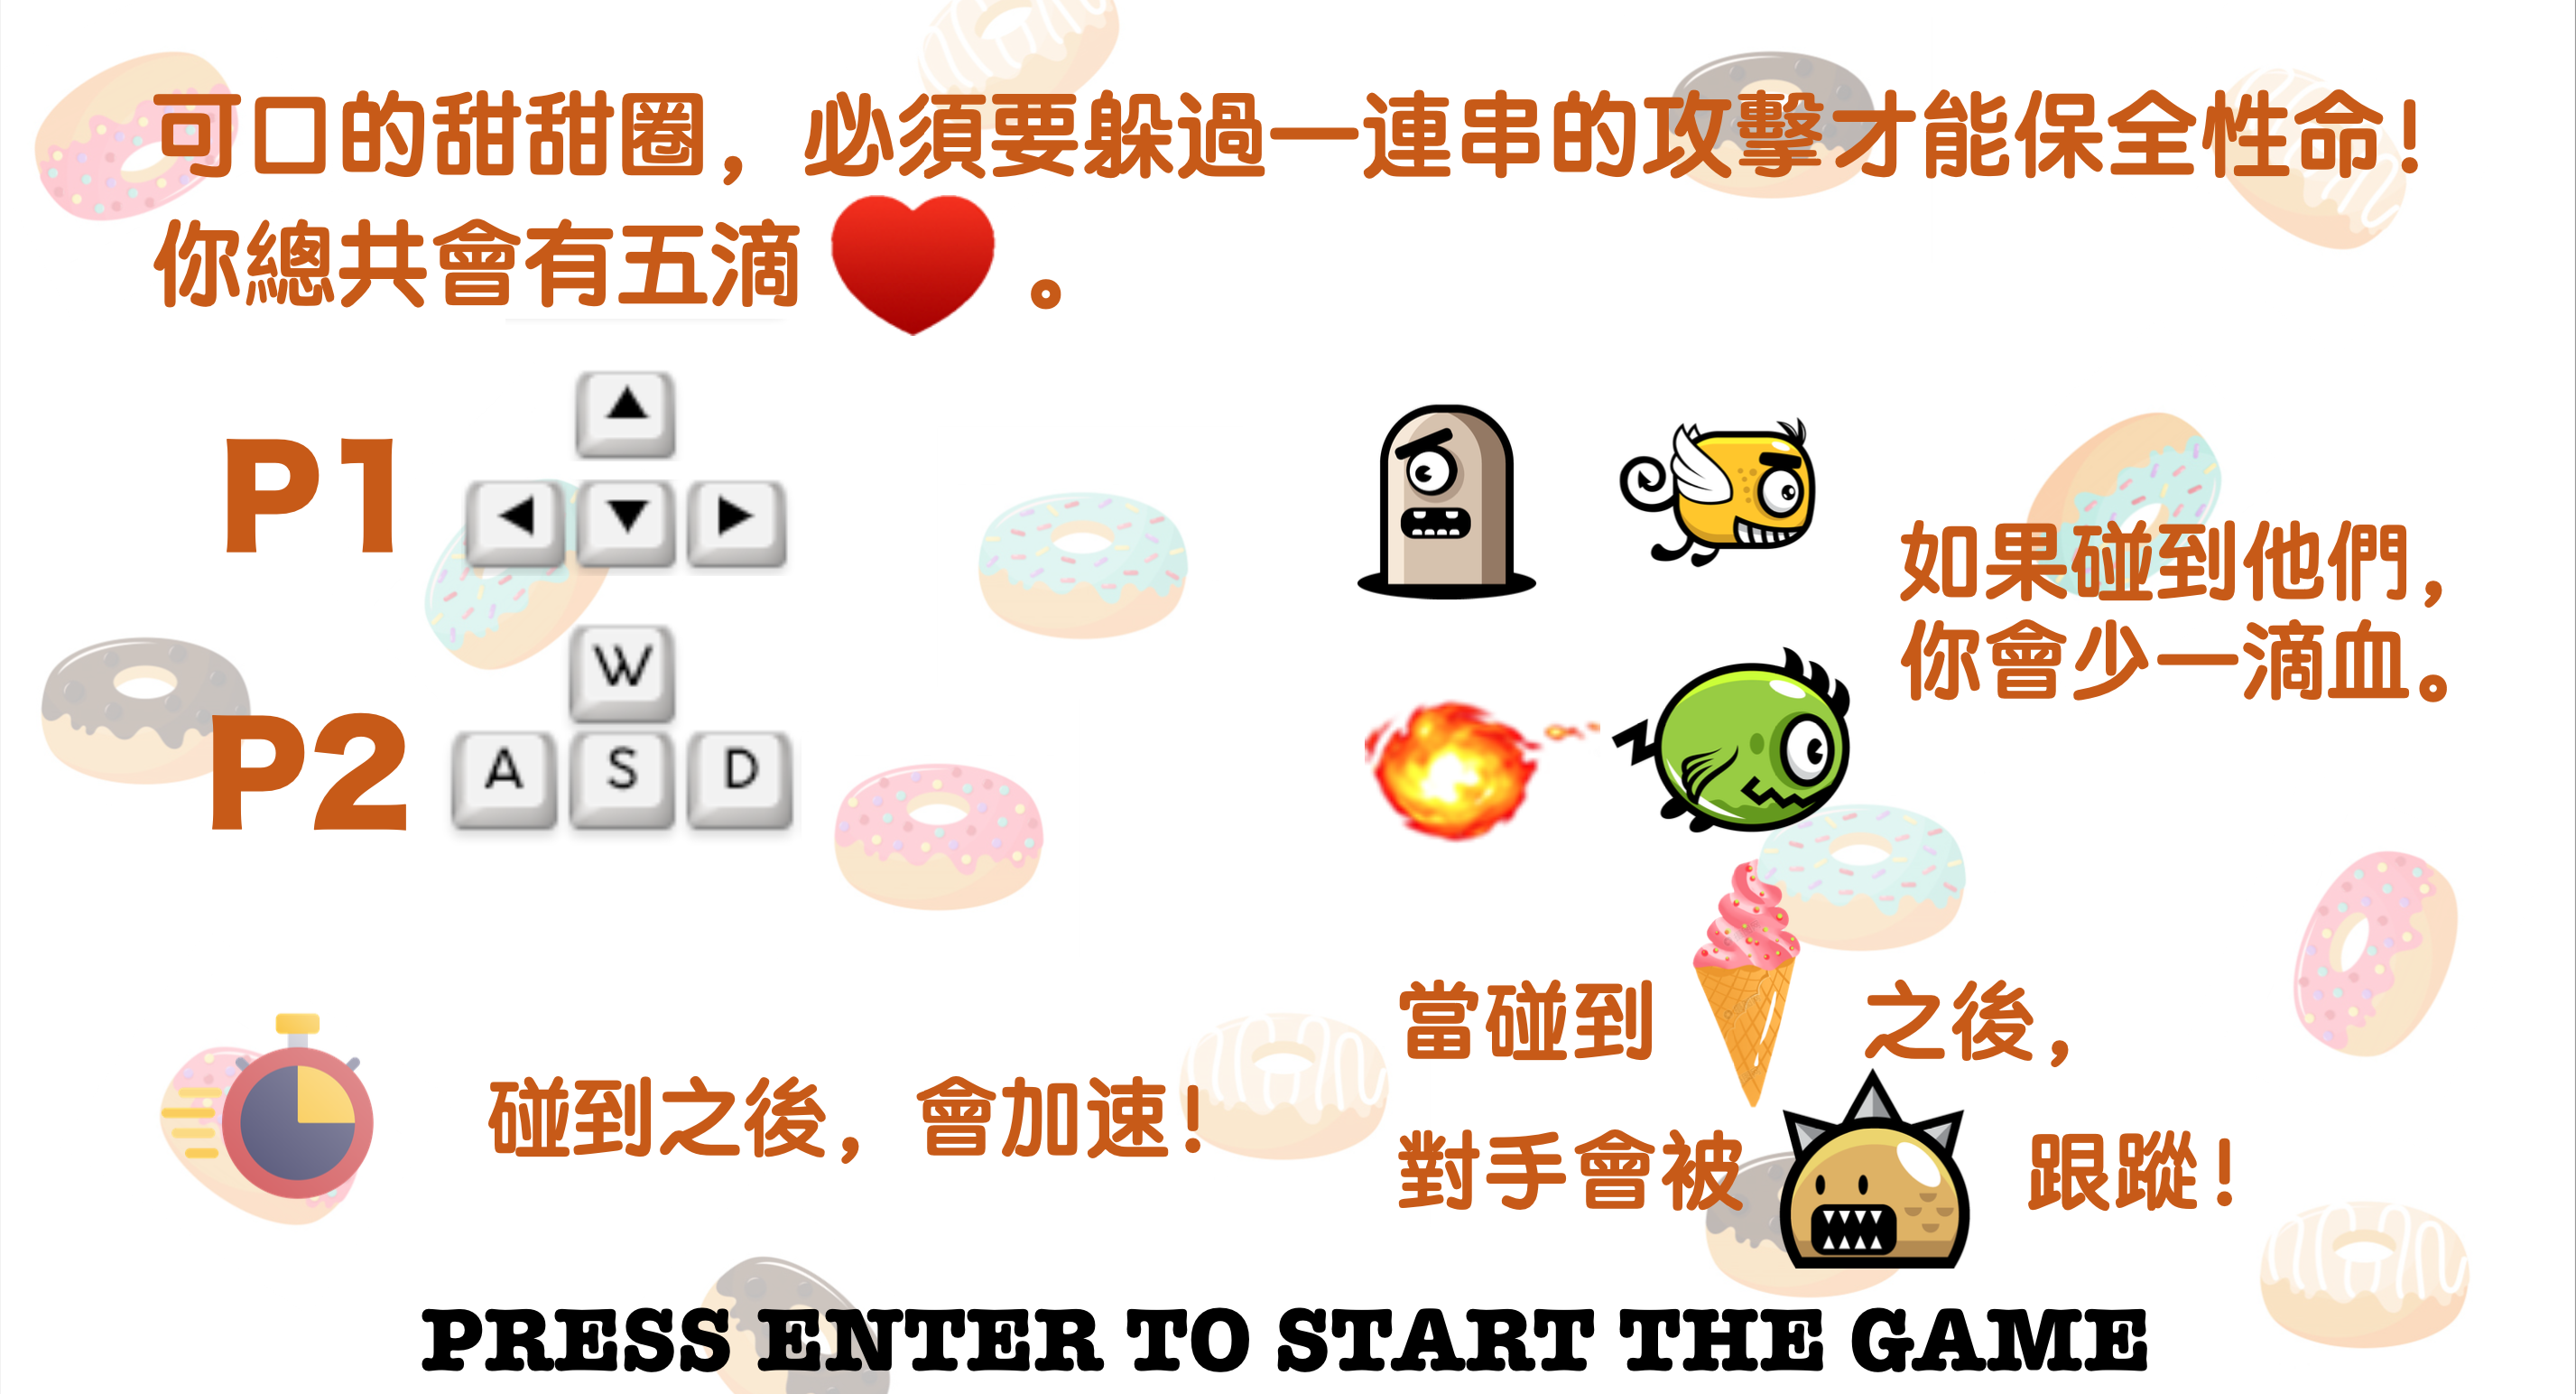 可口的甜甜圈，必須要躲過一連串的攻擊才能保全性命！
你總共會有五滴 。
P1
W
P2
A S D
如果碰到他們，
你會少一滴血。
碰到之後，會加速！
當碰到 之後，
對手會被 跟蹤！
PRESS ENTER TO START THE GAME